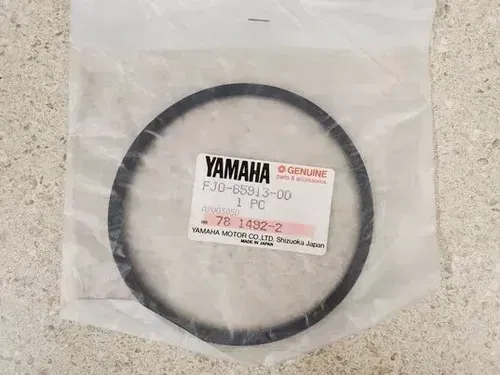 YAMAHA
GENUINE
parts & accessories
FJ0-65913-00
1 PC
78 1492-2
YAMAHA MOTOR CO.,LTD. Shizuoka Japan
MADE IN JAPAN